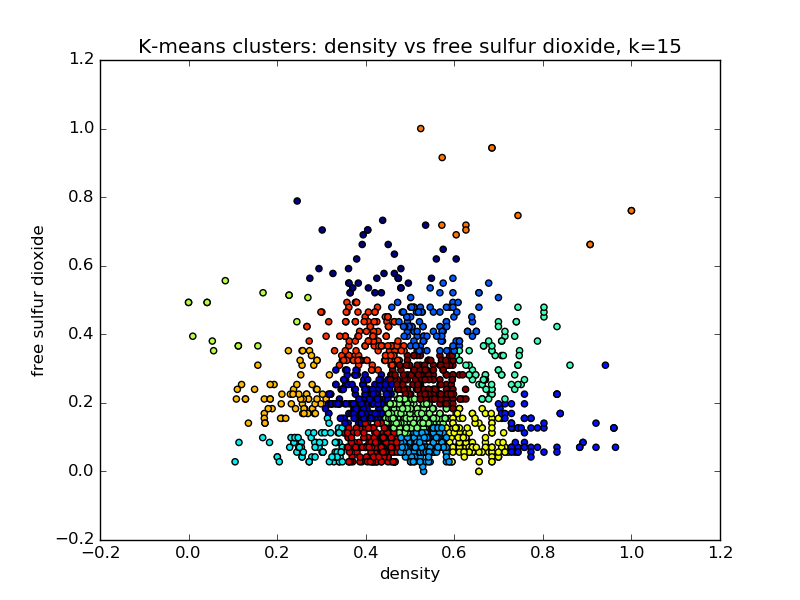 K-means clusters: density vs free sulfur dioxide, k=15
1.2
1.0
0.8
0.6
0.4
0.2
0.0
−0.2
free sulfur dioxide
−0.2 0.0 0.2 0.4 0.6 0.8 1.0 1.2
density